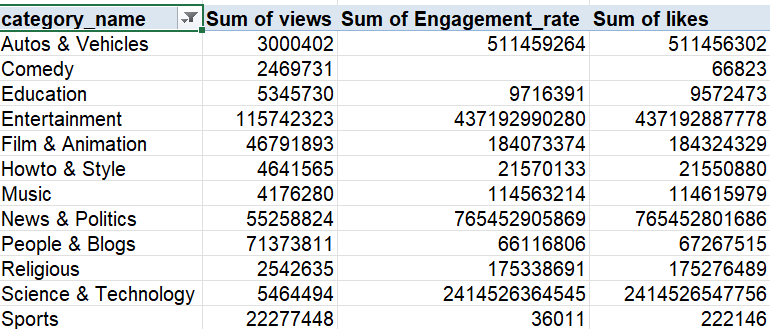 category_name Sum of views Sum of Engagement_rate Sum of likes
Autos & Vehicles 3000402 511459264 511456302
Comedy 2469731 66823
Education 5345730 9716391 9572473
Entertainment 115742323 437192990280 437192887778
Film & Animation 46791893 184073374 184324329
Howto & Style 4641565 21570133 21550880
Music 4176280 114563214 114615979
News & Politics 55258824 765452905869 765452801686
People & Blogs 71373811 66116806 67267515
Religious 2542635 175338691 175276489
Science & Technology 5464494 2414526364545 2414526547756
Sports 22277448 36011 222146